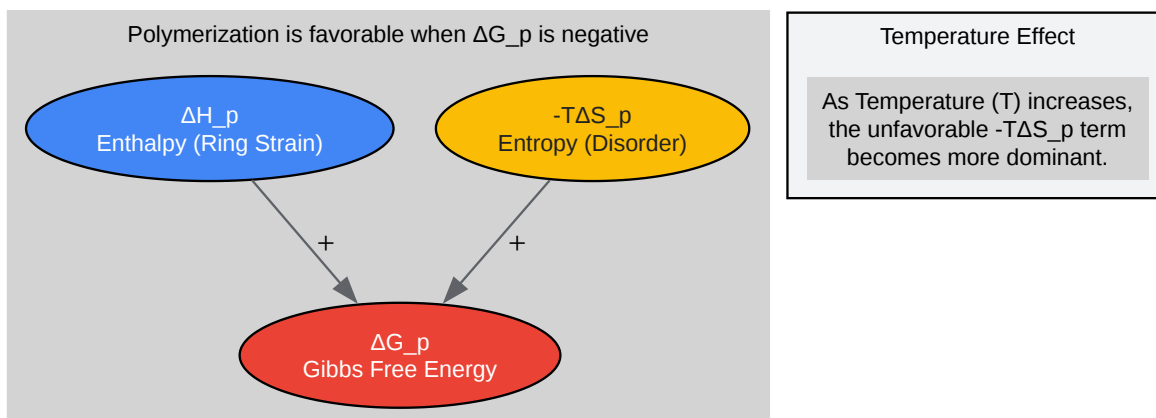 Polymerization is favorable when ΔG_p is negative
ΔH_p
Enthalpy (Ring Strain)
-TΔS_p
Entropy (Disorder)
+
+
ΔG_p
Gibbs Free Energy
Temperature Effect
As Temperature (T) increases,
the unfavorable -TΔS_p term
becomes more dominant.